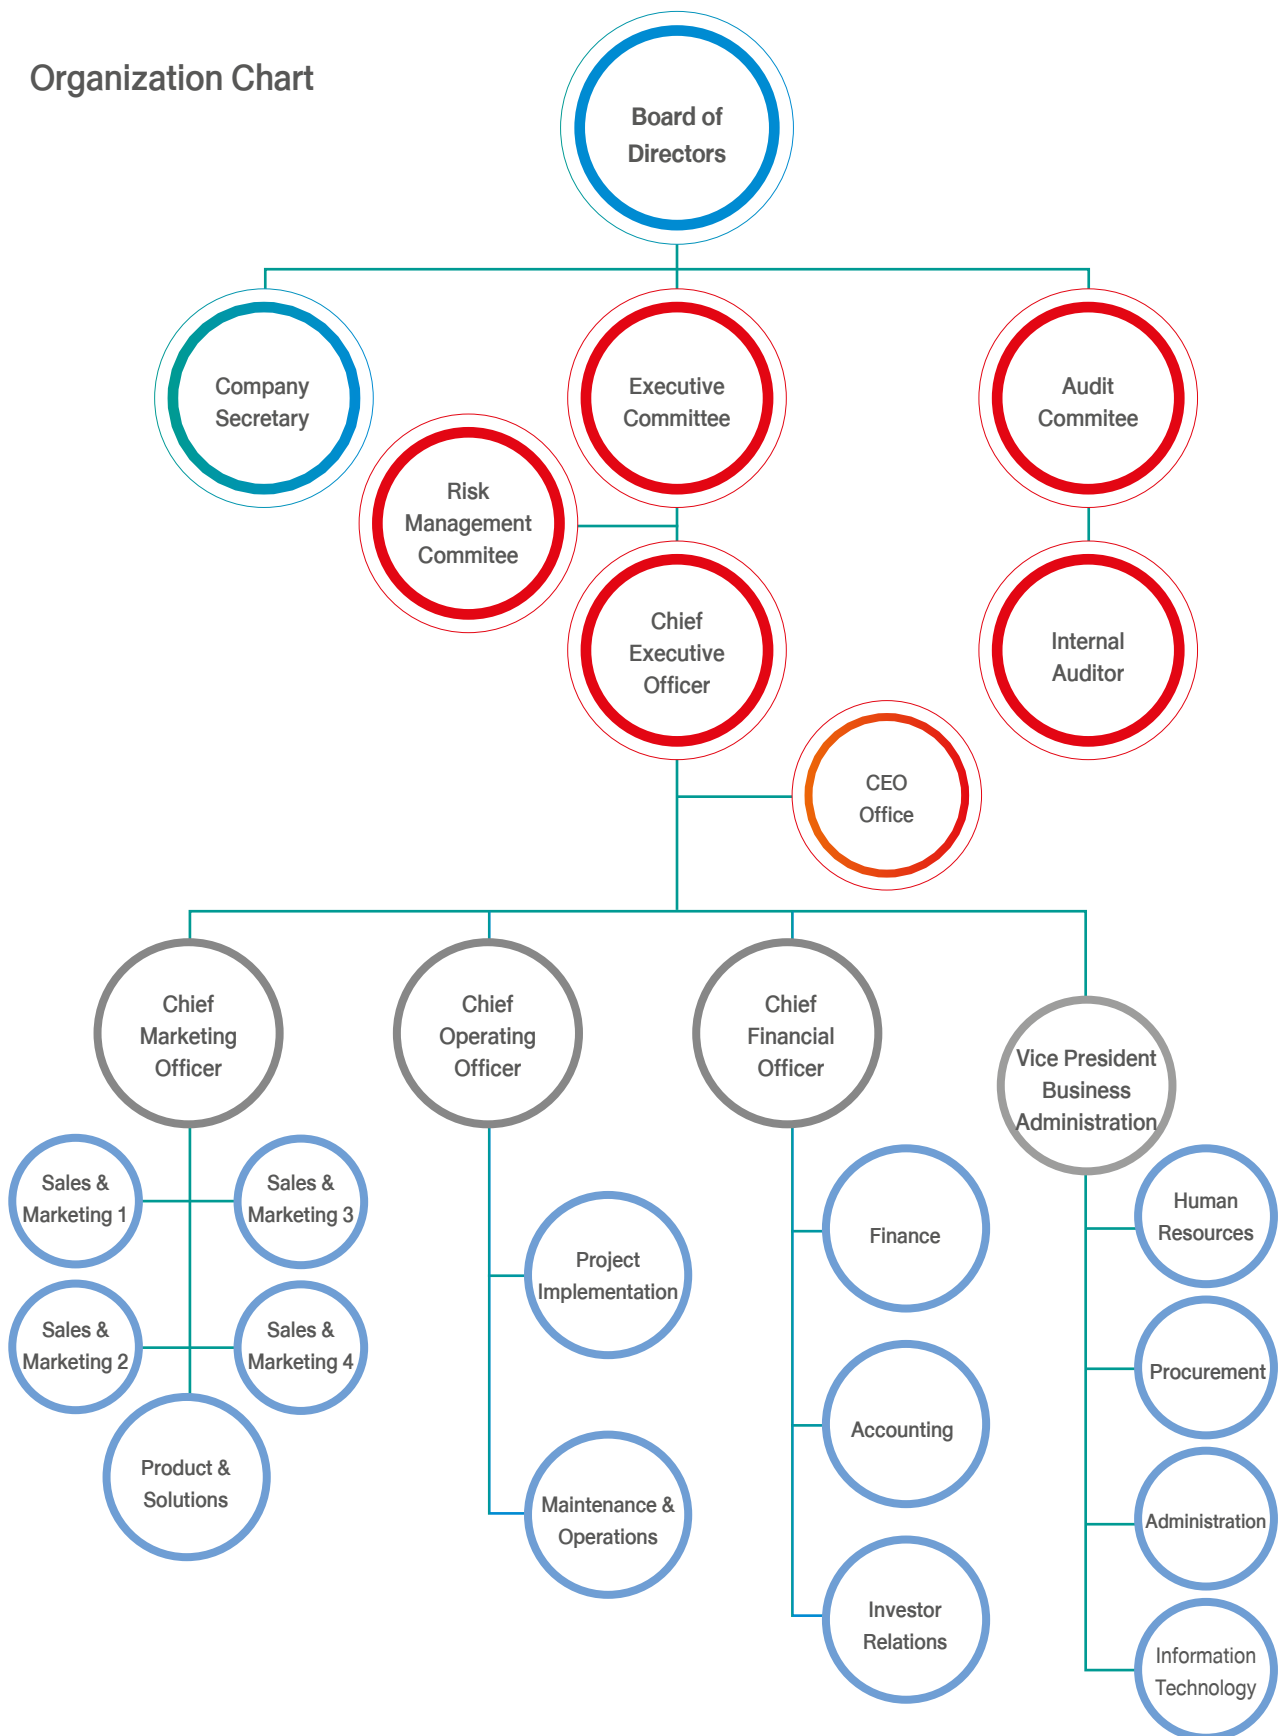 Organization Chart
Board of
Directors
Company
Secretary
Executive
Committee
Audit
Commitee
Risk
Management
Commitee
Chief
Executive
Officer
Internal
Auditor
CEO
Office
Chief
Marketing
Officer
Chief
Operating
Officer
Chief
Financial
Officer
Vice President
Business
Administration
Sales &
Marketing 1
Sales &
Marketing 3
Sales &
Marketing 2
Sales &
Marketing 4
Product &
Solutions
Project
Implementation
Maintenance &
Operations
Finance
Accounting
Investor
Relations
Human
Resources
Procurement
Administration
Information
Technology